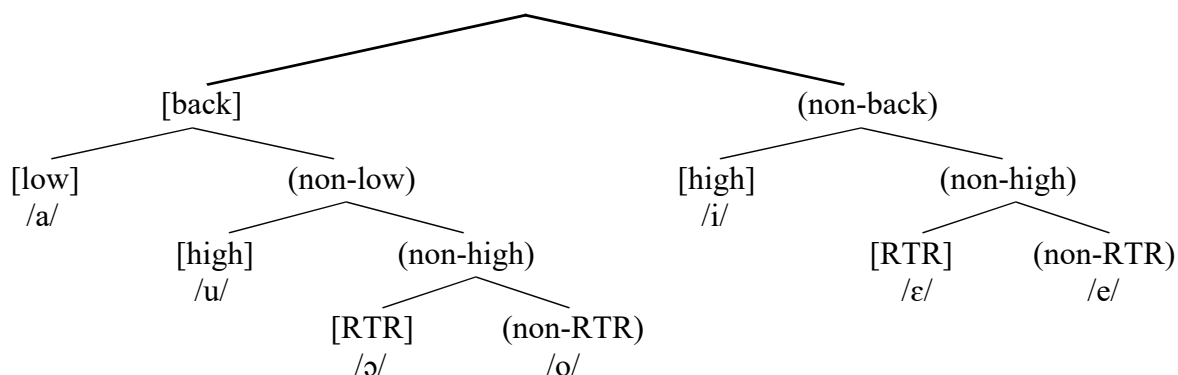 [back] (non-back)
[low] (non-low) [high] (non-high)
/a/ /i/
[high] (non-high) [RTR] (non-RTR)
/u/ /ɛ/ /e/
[RTR] (non-RTR)
/ɔ/ /o/